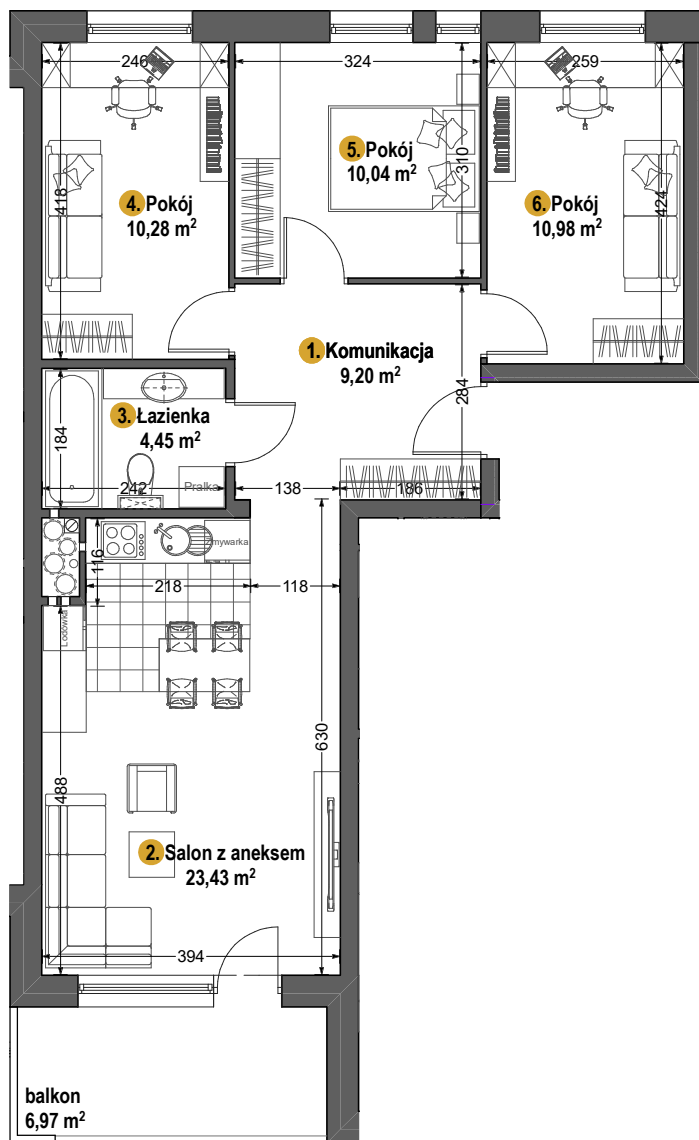 246
324
259
418
4. Pokój
10,28 m²
5. Pokój
10,04 m²
310
6. Pokój
10,98 m²
424
1. Komunikacja
9,20 m²
284
3. Łazienka
4,45 m²
184
242
Pralka
138
186
116
Zmywarka
218
118
Lodówka
630
488
2. Salon z aneksem
23,43 m²
394
balkon
6,97 m²